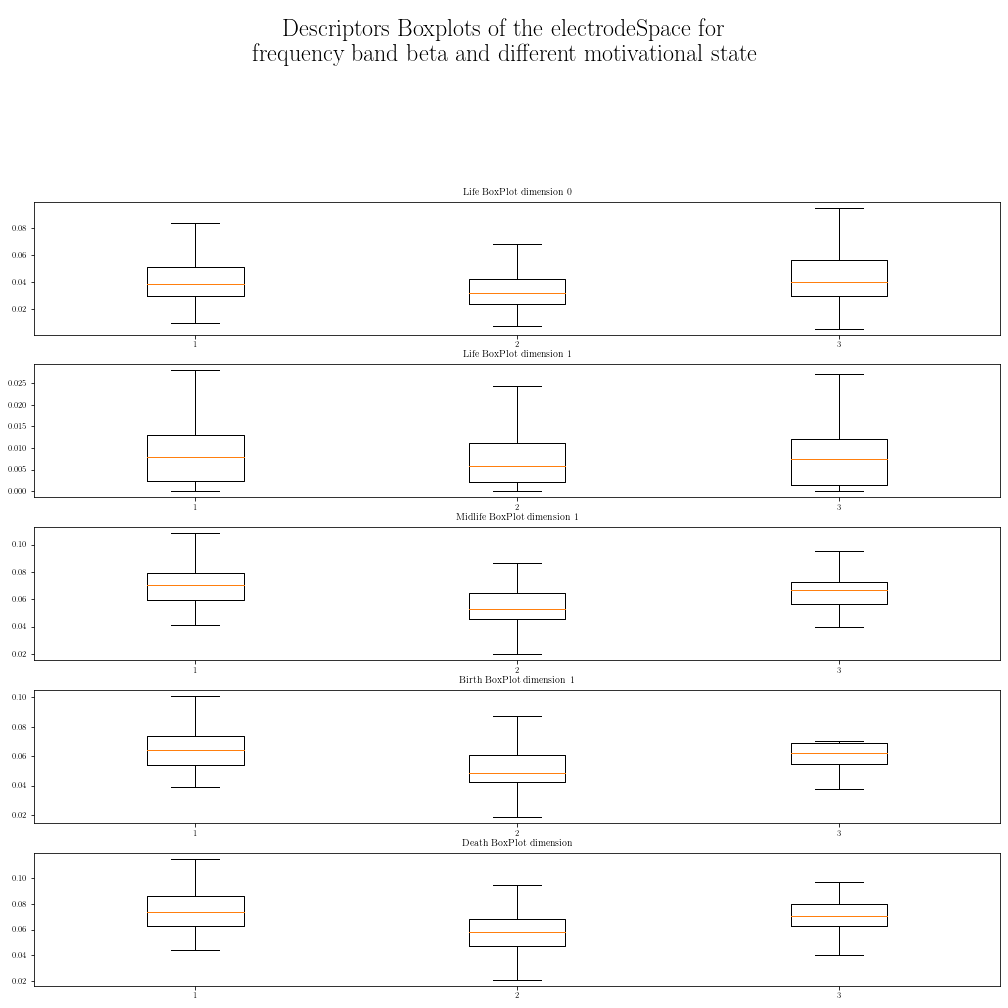 Descriptors Boxplots of the electrodeSpace for
frequency band beta and different motivational state
Life BoxPlot dimension 0
0.08
0.06
0.04
0.02
1 2 3
Life BoxPlot dimension 1
0.025
0.020
0.015
0.010
0.005
0.000
1 2 3
Midlife BoxPlot dimension 1
0.10
0.08
0.06
0.04
0.02
1 2 3
Birth BoxPlot dimension 1
0.10
0.08
0.06
0.04
0.02
1 2 3
Death BoxPlot dimension
0.10
0.08
0.06
0.04
0.02
1 2 3